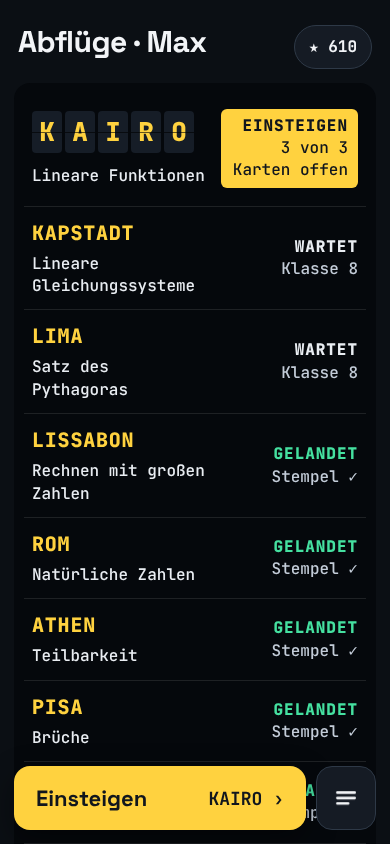 Abflüge · Max
★ 610
KAIRO
Lineare Funktionen
EINSTEIGEN
3 von 3
Karten offen
KAPSTADT
Lineare
Gleichungssysteme
WARTET
Klasse 8
LIMA
Satz des
Pythagoras
WARTET
Klasse 8
LISSABON
Rechnen mit großen
Zahlen
GELANDET
Stempel ✓
ROM
Natürliche Zahlen
GELANDET
Stempel ✓
ATHEN
Teilbarkeit
GELANDET
Stempel ✓
PISA
Brüche
GELANDET
Stempel ✓
Einsteigen
KAIRO ›